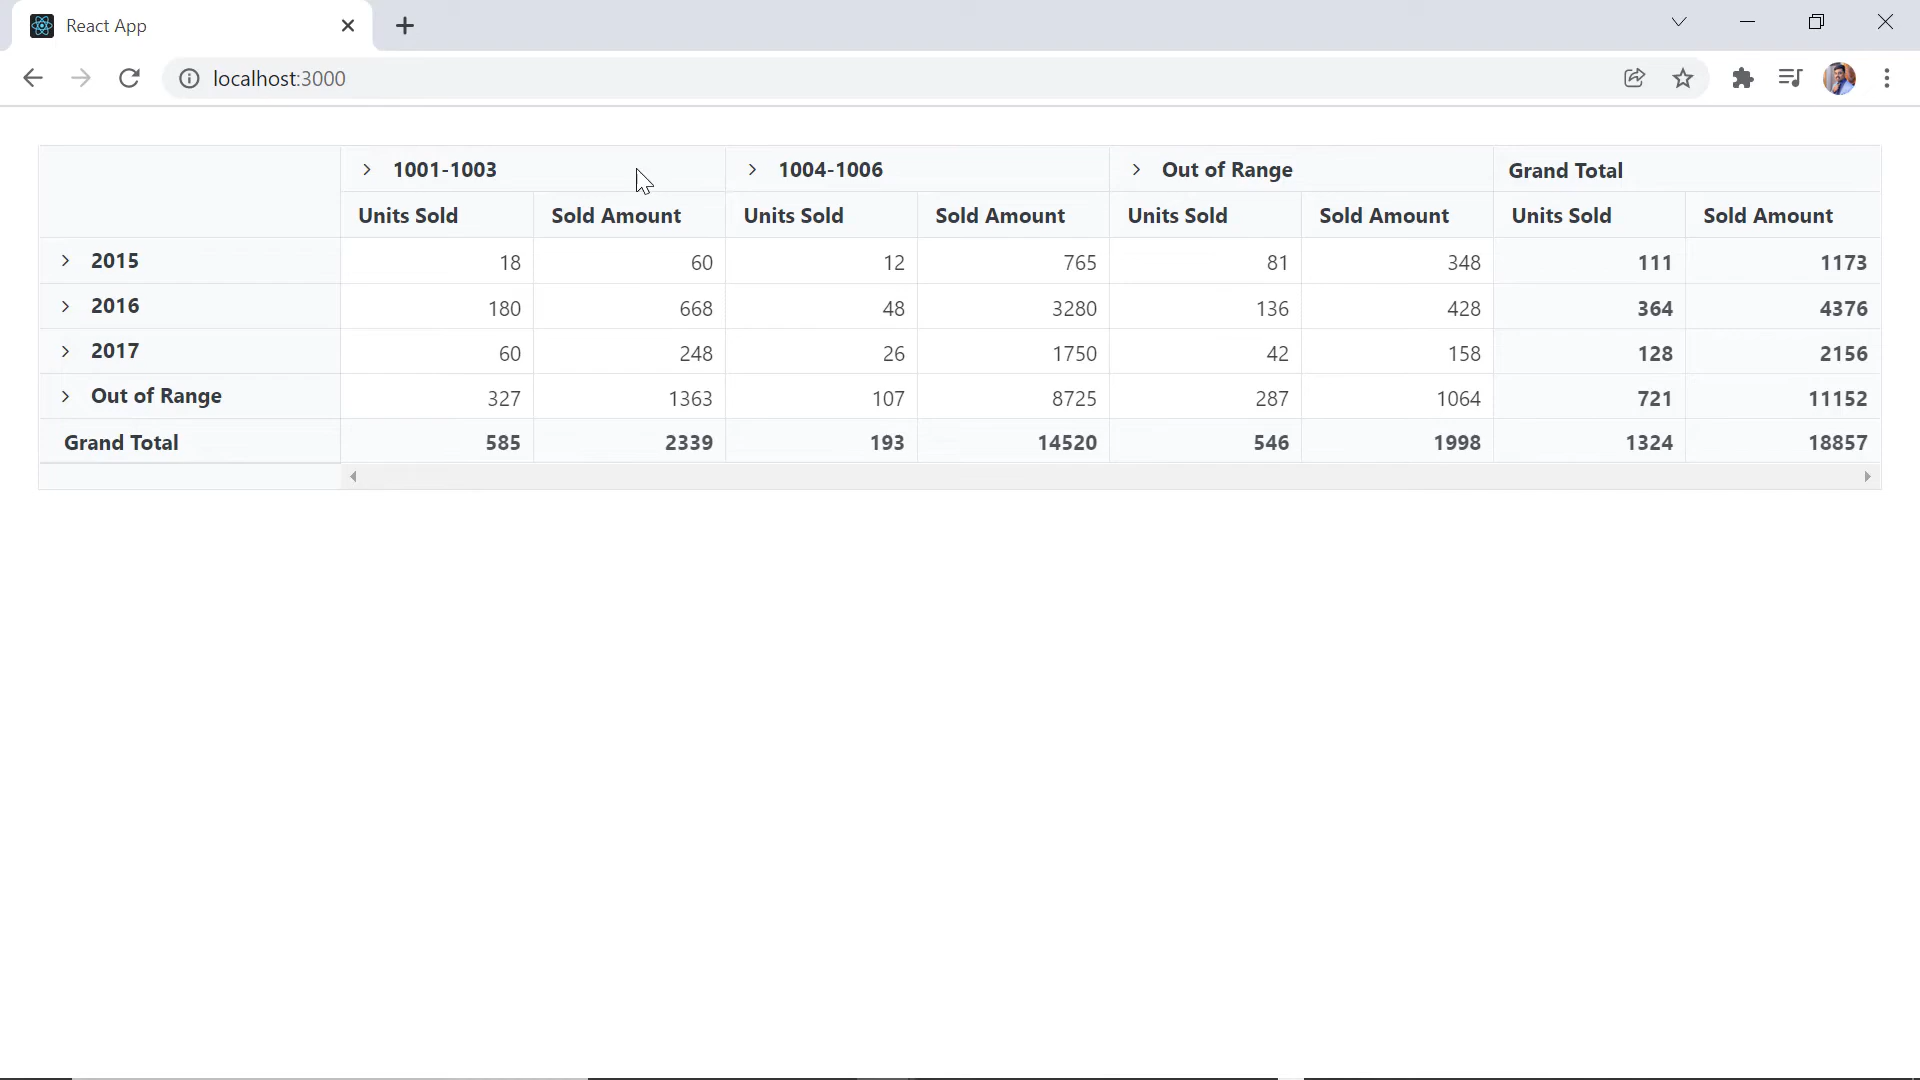 React App
localhost:3000
1001-1003 1004-1006 Out of Range Grand Total
Units Sold Sold Amount Units Sold Sold Amount Units Sold Sold Amount Units Sold Sold Amount
2015 18 60 12 765 81 348 111 1173
2016 180 668 48 3280 136 428 364 4376
2017 60 248 26 1750 42 158 128 2156
Out of Range 327 1363 107 8725 287 1064 721 11152
Grand Total 585 2339 193 14520 546 1998 1324 18857